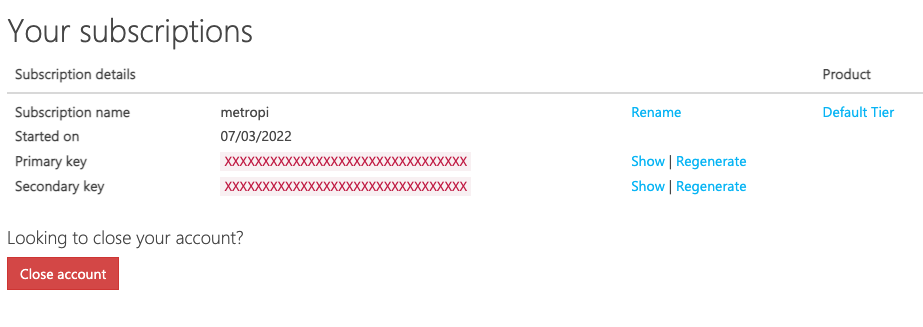 Your subscriptions
Subscription details Product
Subscription name metropi Rename Default Tier
Started on 07/03/2022
Primary key XXXXXXXXXXXXXXXXXXXXXXXXXXXXXXXX Show | Regenerate
Secondary key XXXXXXXXXXXXXXXXXXXXXXXXXXXXXXXX Show | Regenerate
Looking to close your account?
Close account